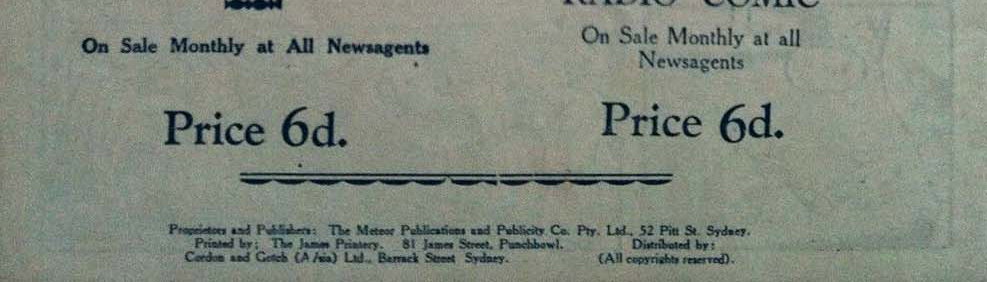 RADIO COMIC
On Sale Monthly at All Newsagents
On Sale Monthly at all
Newsagents
Price 6d.
Price 6d.
Proprietors and Publishers: The Meteor Publications and Publicity Co. Pty. Ltd., 52 Pitt St. Sydney.
Printed by: The James Printery. 81 James Street, Punchbowl. Distributed by:
Gordon and Gotch (A/sia) Ltd., Barrack Street Sydney. (All copyrights reserved).